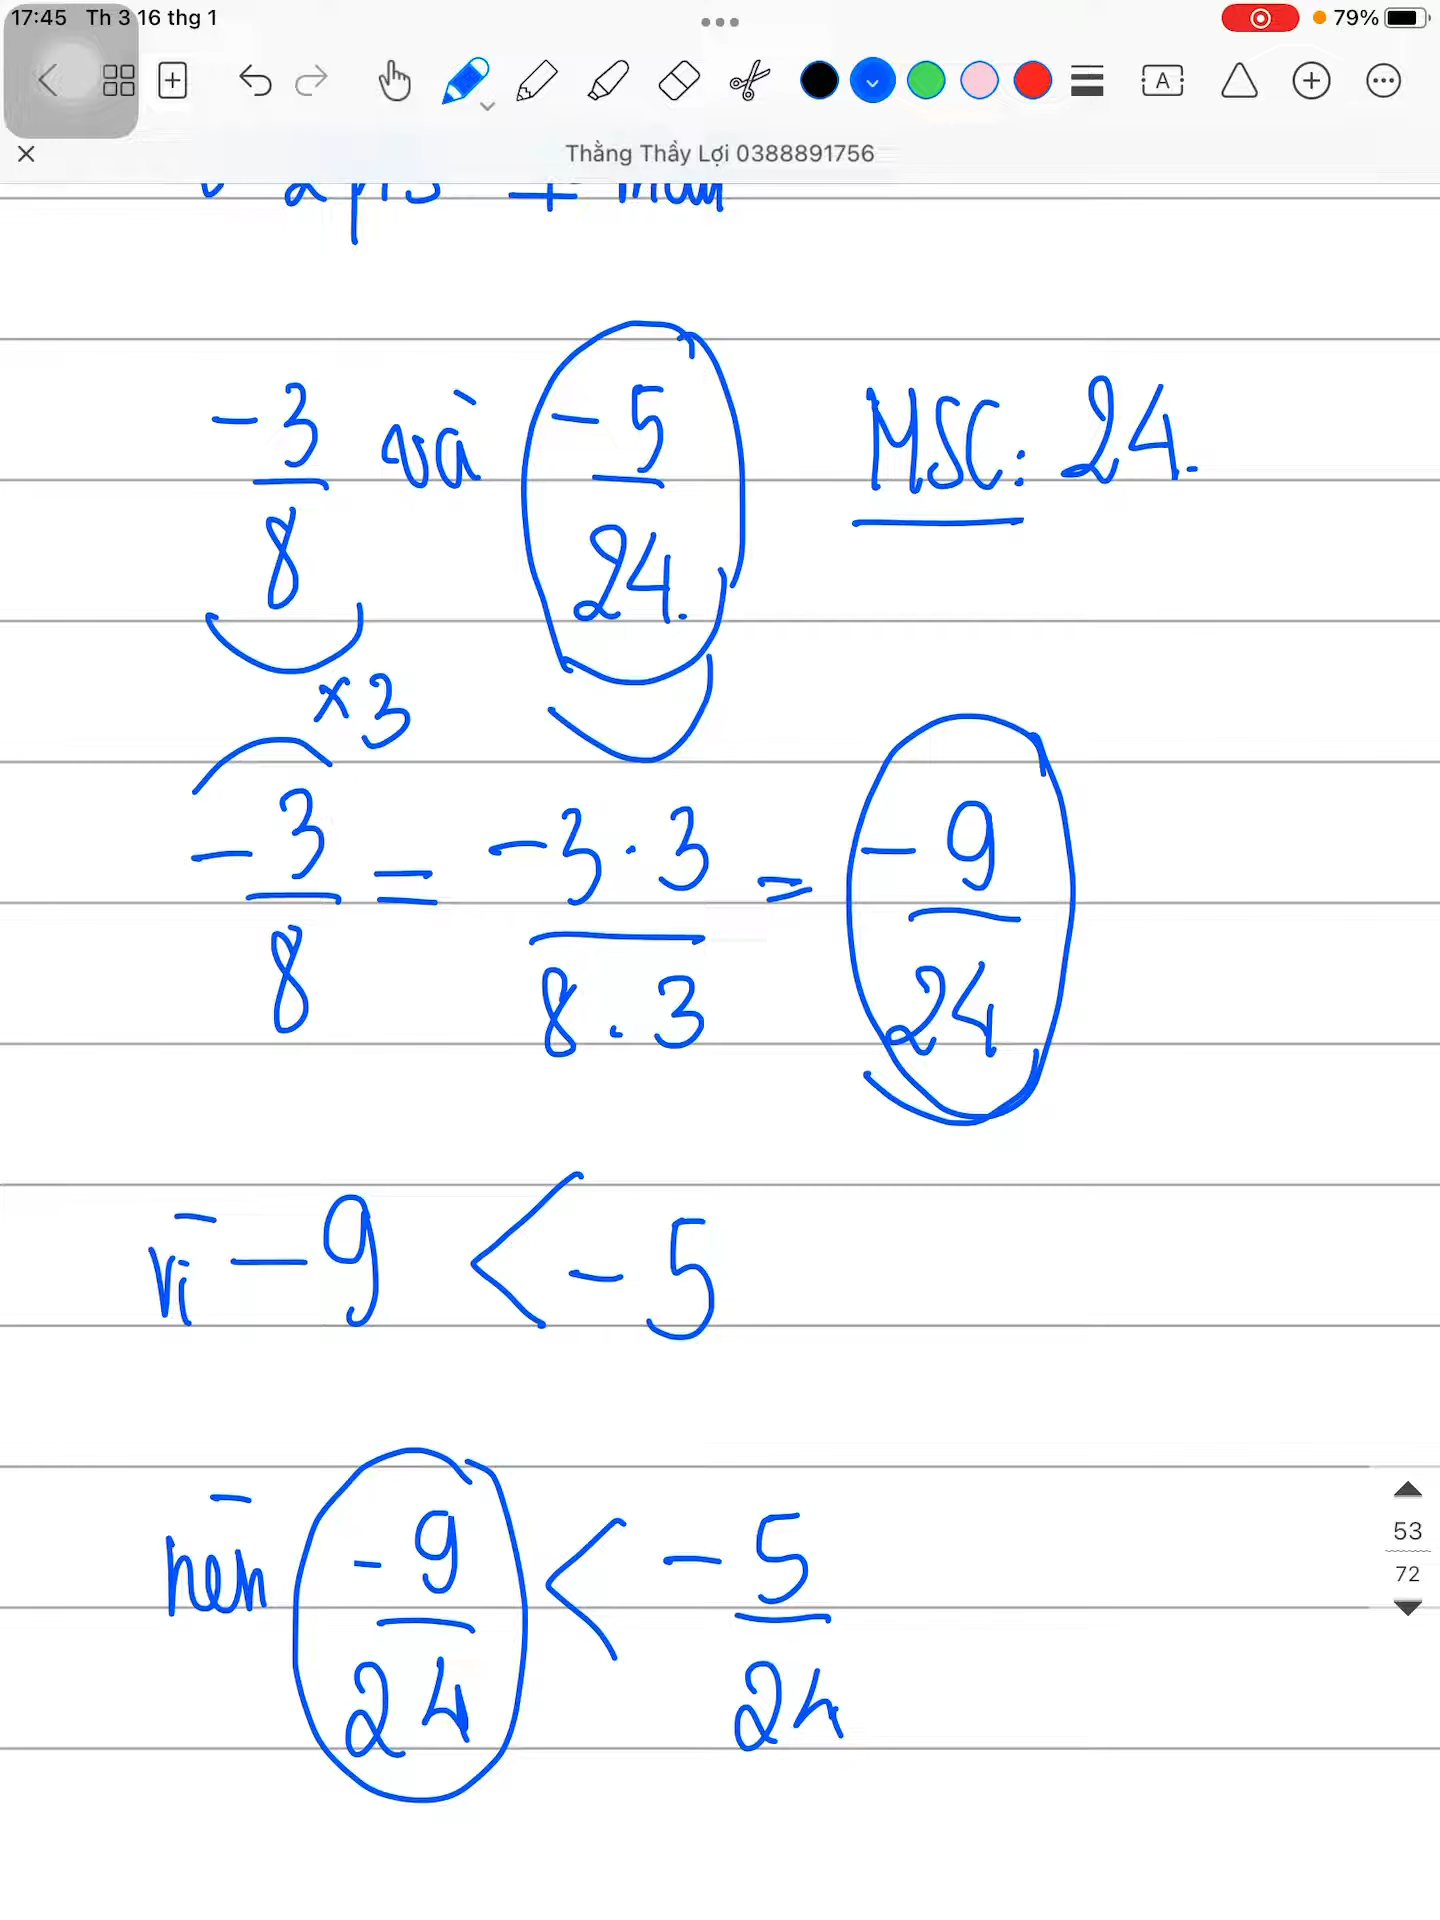 17:45 Th 3 16 thg 1
79%
A
Thằng Thầy Lợi 0388891756
-3/8 và -5/24. MSC: 24.
×3
-3/8 = -3·3/8.3 = -9/24
vì -9 < -5
nên -9/24 < -5/24
53
72